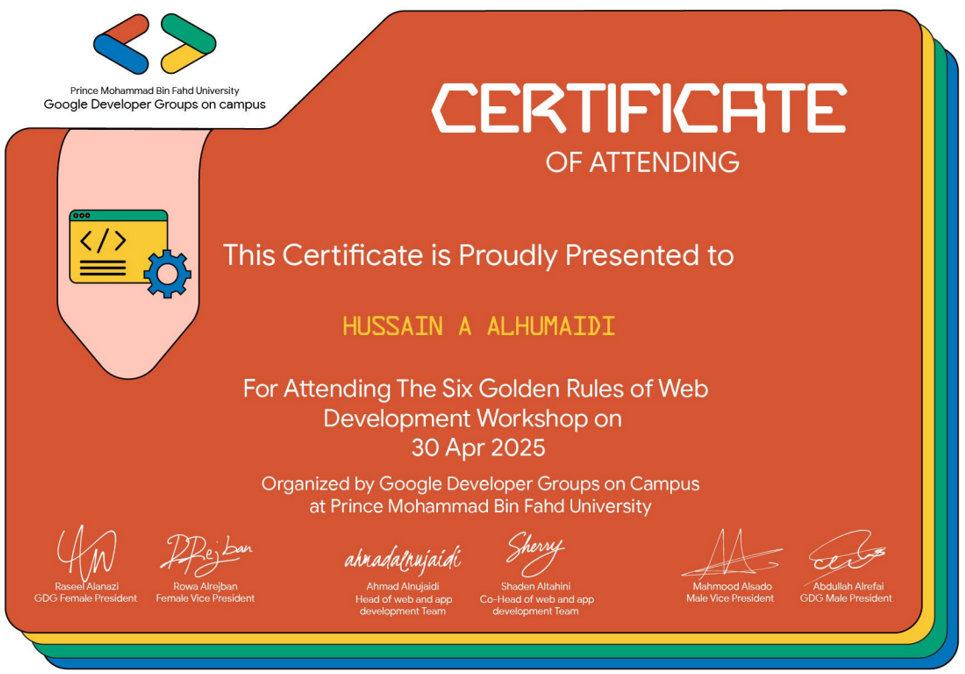 Prince Mohammad Bin Fahd University
Google Developer Groups on campus
CERTIFICATE
OF ATTENDING
</>
This Certificate is Proudly Presented to
HUSSAIN A ALHUMAIDI
For Attending The Six Golden Rules of Web
Development Workshop on
30 Apr 2025
Organized by Google Developer Groups on Campus
at Prince Mohammad Bin Fahd University
RRejban
ahmadalnujaidi
Sherry
Raseel Alanazi
GDG Female President
Rowa Alrejban
Female Vice President
Ahmad Alnujaidi
Head of web and app
development Team
Shaden Altahini
Co-Head of web and app
development Team
Mahmood Alsado
Male Vice President
Abdullah Alrefai
GDG Male President